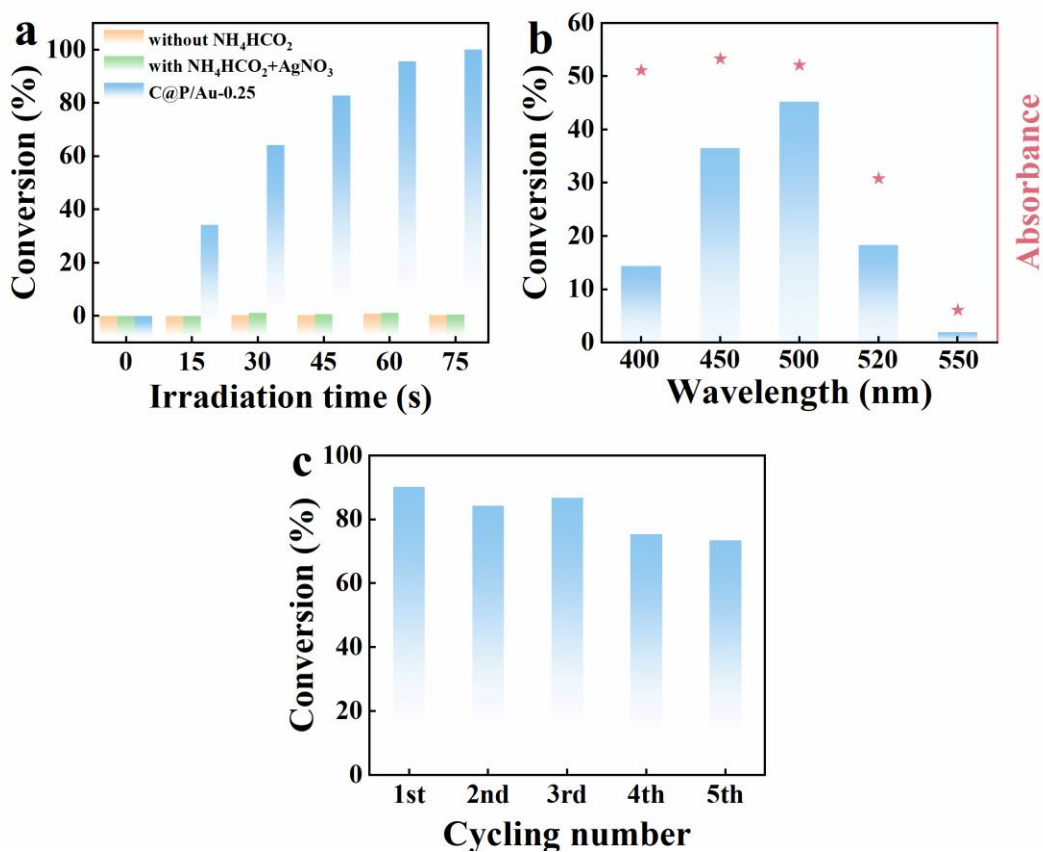 a
without NH₄HCO₂
with NH₄HCO₂+AgNO₃
C@P/Au-0.25
Conversion (%)
100
80
60
40
20
0
0 15 30 45 60 75
Irradiation time (s)
b
Conversion (%)
60
50
40
30
20
10
0
400 450 500 520 550
Wavelength (nm)
Absorbance
c
Conversion (%)
100
80
60
40
20
0
1st 2nd 3rd 4th 5th
Cycling number